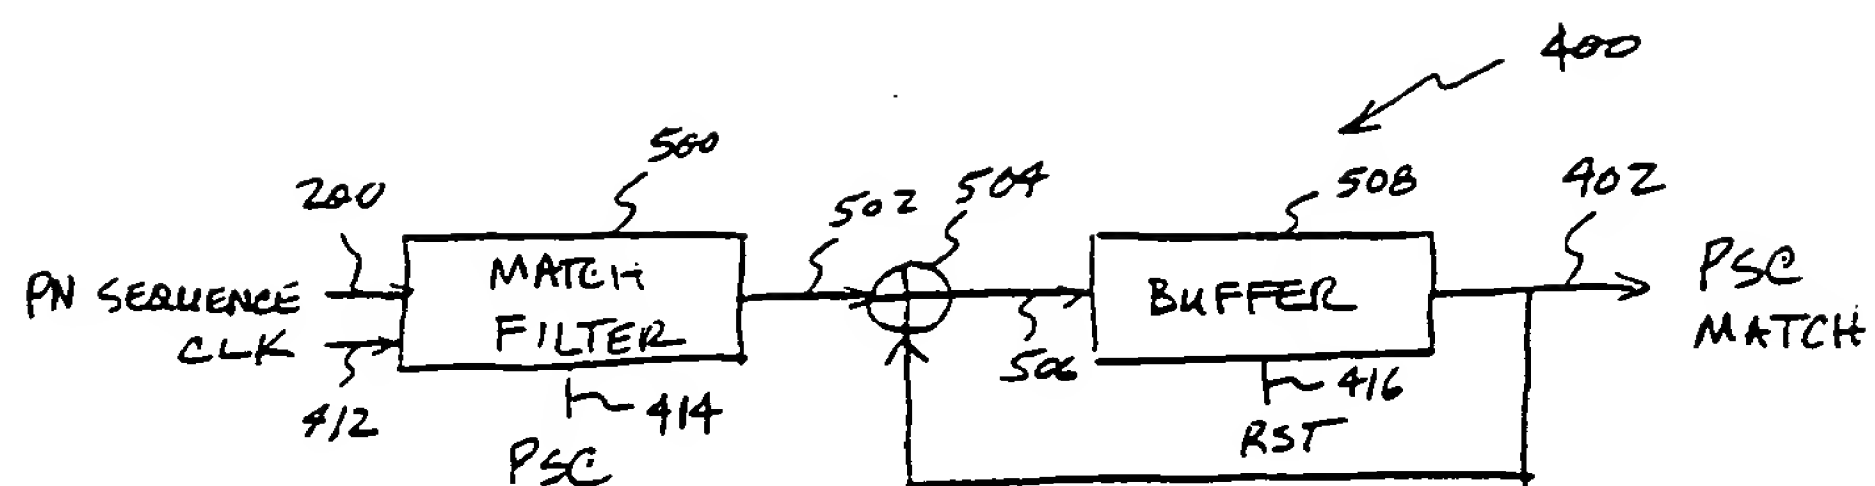 400
500
504
508
402
200
502
PN SEQUENCE
MATCH
FILTER
BUFFER
PSC
MATCH
CLK
412
414
PSC
506
416
RST